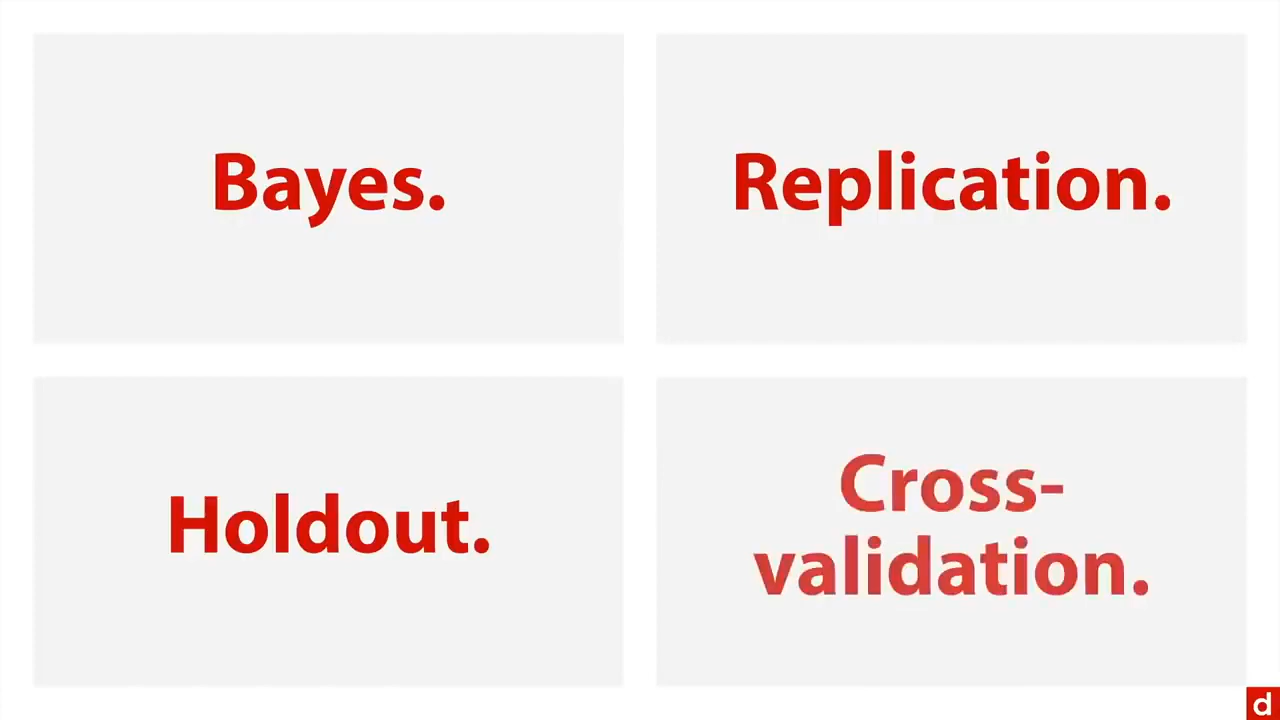 Bayes.
Replication.
Holdout.
Cross-
validation.
d